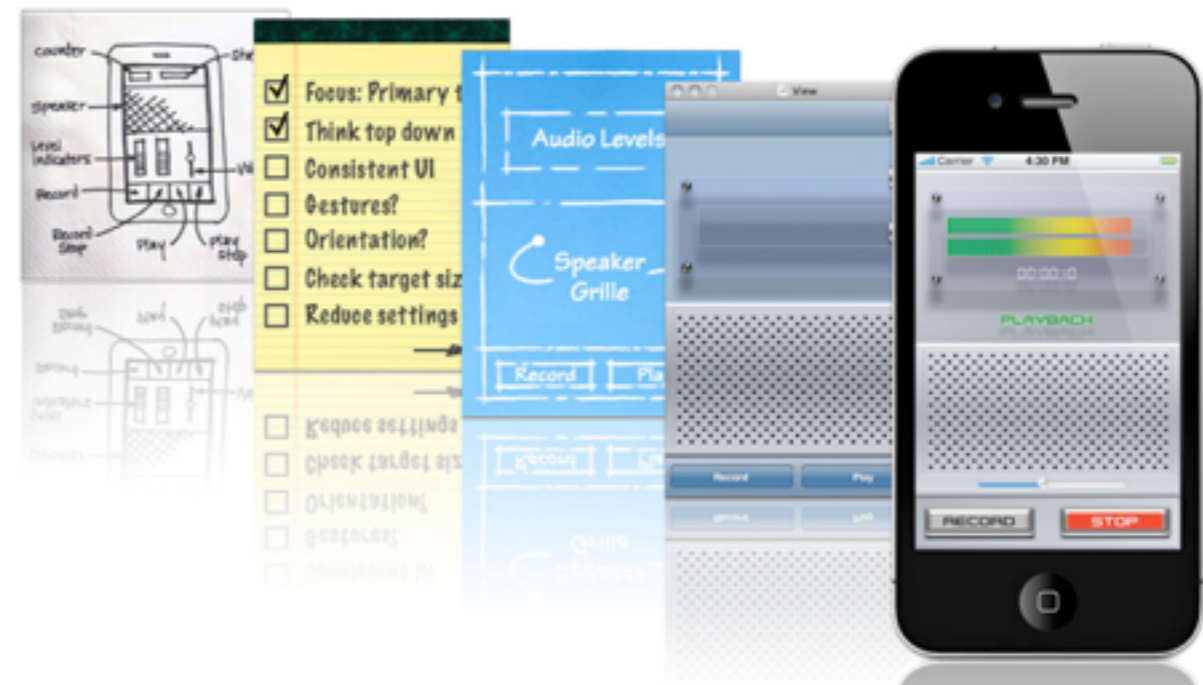 Counter
Speaker
Level
Indicators
Record
Record
Stop
Play
Play
Stop
Focus: Primary t
Think top down
Consistent UI
Gestures?
Orientation?
Check target siz
Reduce settings
Audio Levels
Speaker
Grille
Record
Pla
View
Record
Play
Carrier
4:30 PM
00:00:10
PLAYBACK
RECORD
STOP